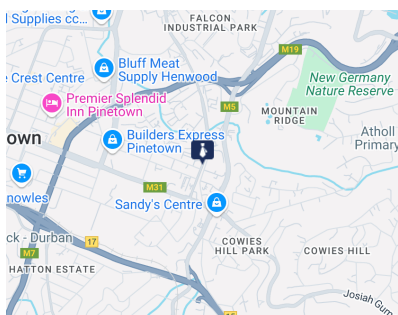 l Supplies cc...
FALCON
INDUSTRIAL PARK
M19
Bluff Meat
Supply Henwood
e Crest Centre
New Germany
Nature Reserve
Premier Splendid
Inn Pinetown
M5
MOUNTAIN
RIDGE
Builders Express
Pinetown
own
Atholl
Primary
M31
nowles
Sandy's Centre
ck - Durban
17
M7
COWIES
HILL PARK
COWIES HILL
HATTON ESTATE
Josiah Gum
17